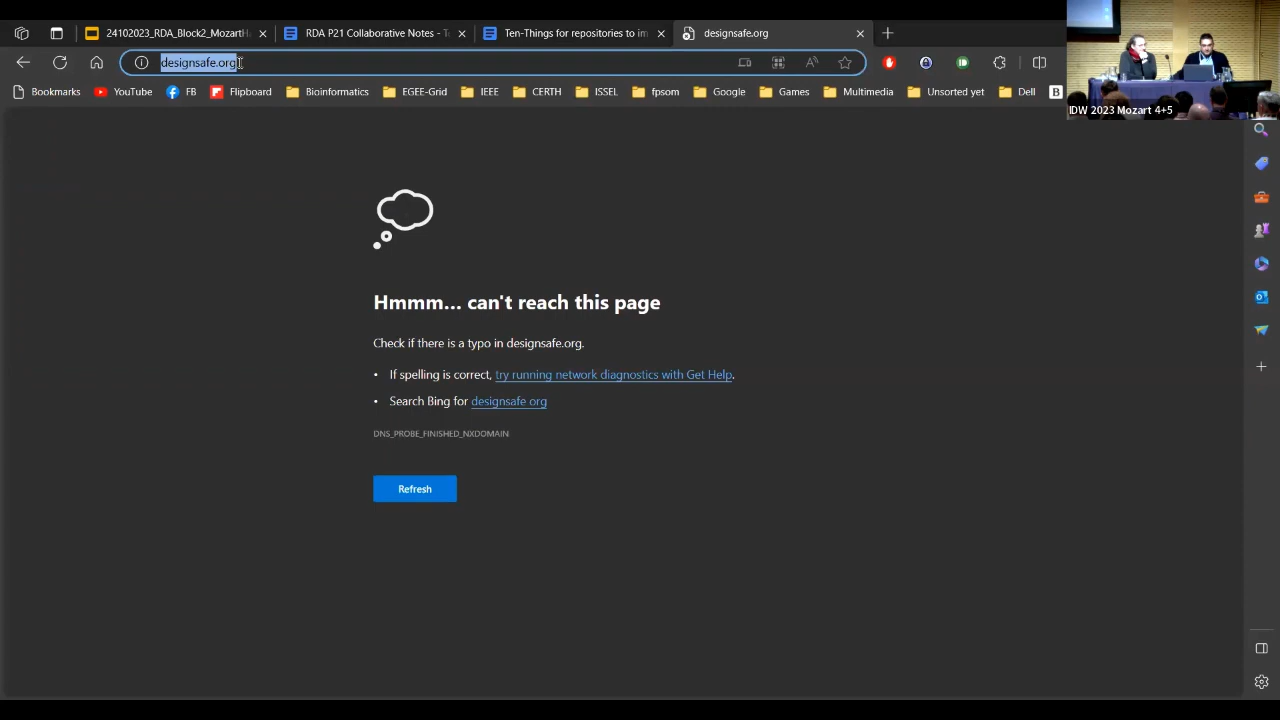 24102023_RDA_Block2_MozartH
RDA P21 Collaborative Notes - T
Ten-Things for repositories to im
designsafe.org
designsafe.org
Bookmarks
YouTube
FB
Flipboard
Bioinformatics
EGEE-Grid
IEEE
CERTH
ISSEL
fpsom
Google
Games
Multimedia
Unsorted yet
Dell
B
IDW 2023 Mozart 4+5
Hmmm... can't reach this page
Check if there is a typo in designsafe.org.
• If spelling is correct, try running network diagnostics with Get Help.
• Search Bing for designsafe org
DNS_PROBE_FINISHED_NXDOMAIN
Refresh